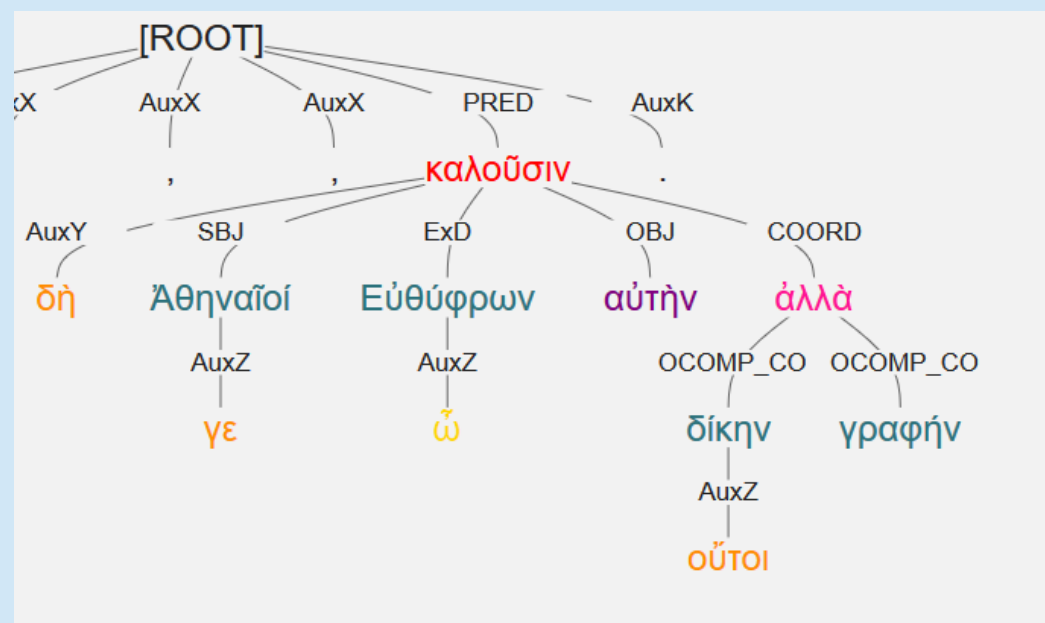 [ROOT]
xX AuxX AuxX PRED AuxK
, , καλοῦσιν .
AuxY SBJ ExD OBJ COORD
δὴ Ἀθηναῖοί Εὐθύφρων αὐτὴν ἀλλὰ
AuxZ AuxZ OCOMP_CO OCOMP_CO
γε ὦ δίκην γραφήν
AuxZ
οὔτοι